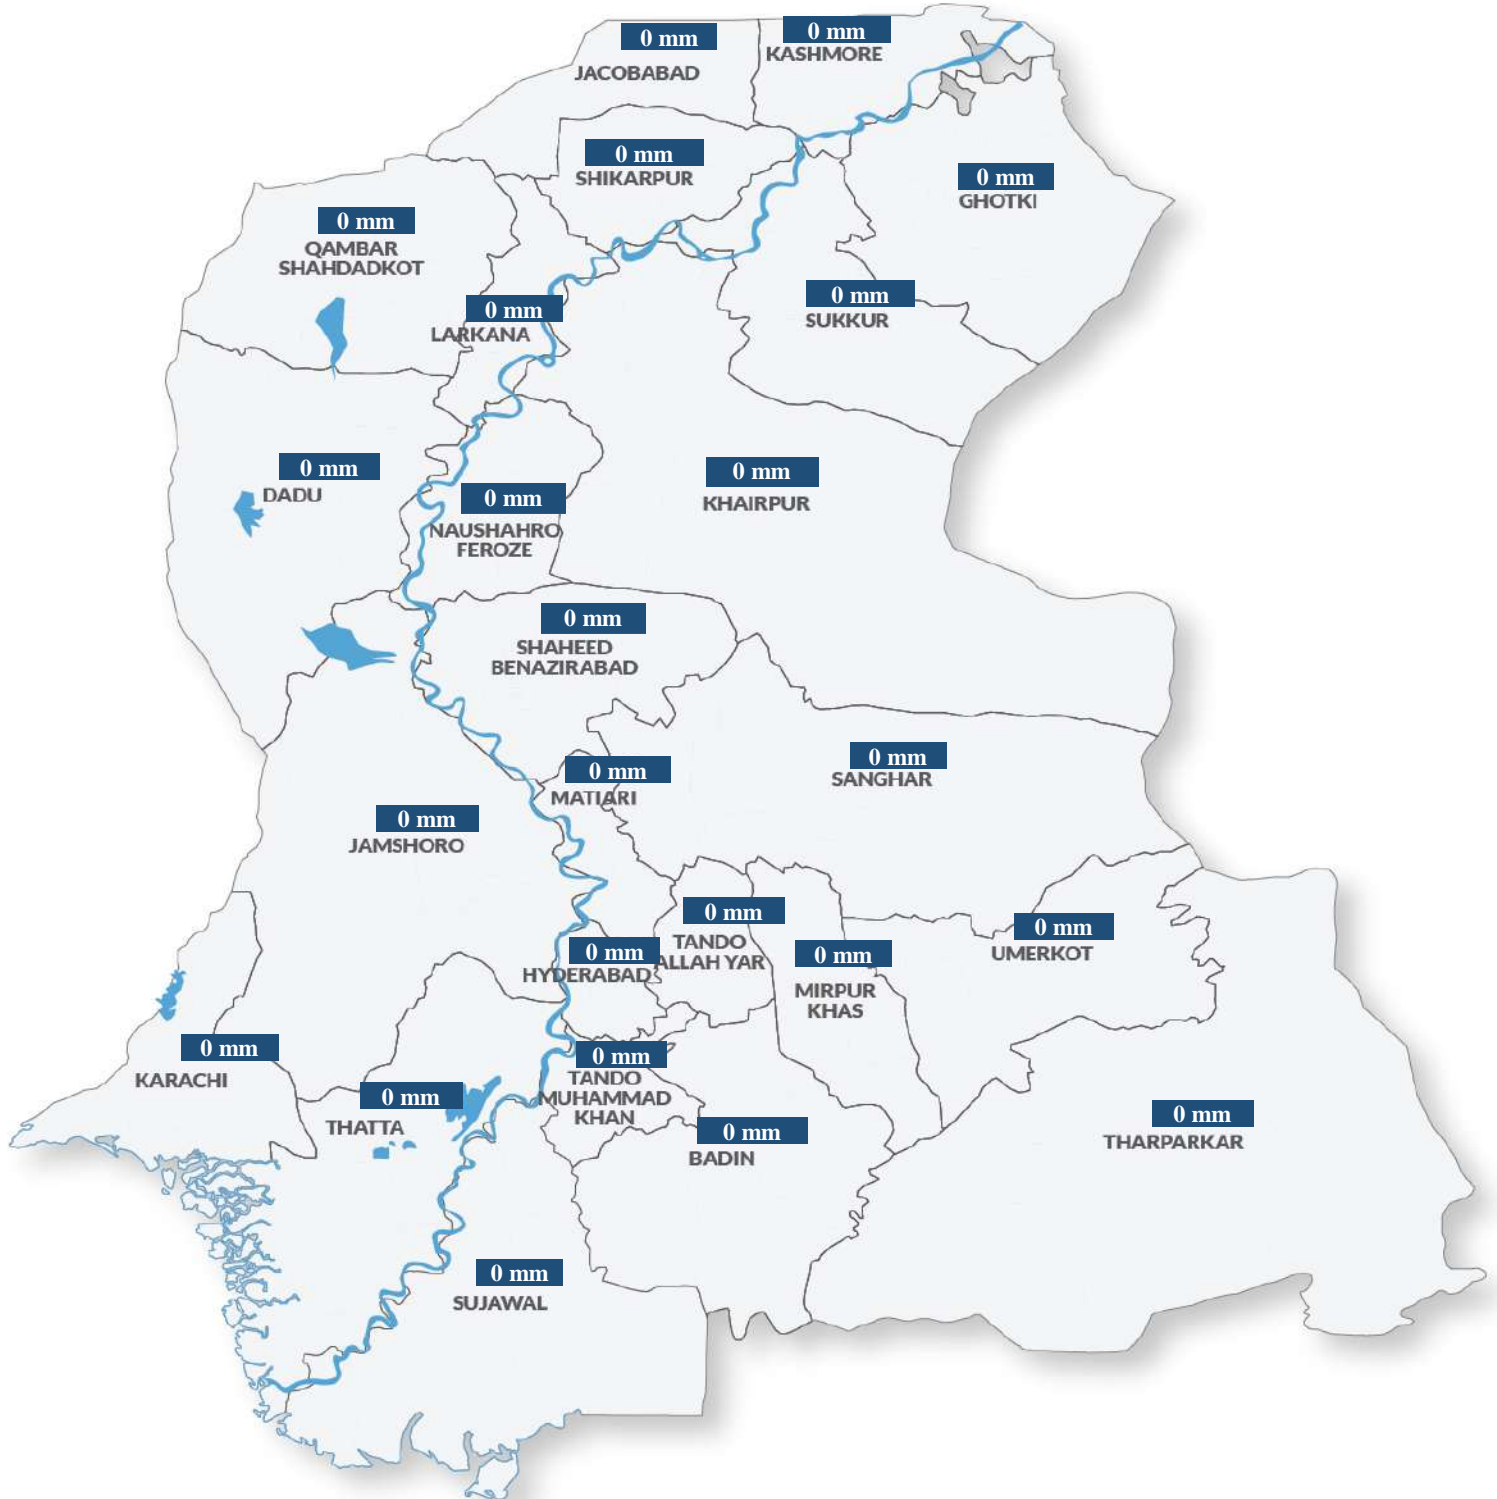 0 mm
JACOBABAD
0 mm
KASHMORE
0 mm
SHIKARPUR
0 mm
GHOTKI
0 mm
QAMBAR
SHAHDADKOT
0 mm
LARKANA
0 mm
SUKKUR
0 mm
DADU
0 mm
NAUSHAHRO
FEROZE
0 mm
KHAIRPUR
0 mm
SHAHEED
BENAZIRABAD
0 mm
MATIARI
0 mm
SANGHAR
0 mm
JAMSHORO
0 mm
HYDERABAD
0 mm
TANDO
ALLAH YAR
0 mm
MIRPUR
KHAS
0 mm
UMERKOT
0 mm
KARACHI
0 mm
THATTA
0 mm
TANDO
MUHAMMAD
KHAN
0 mm
BADIN
0 mm
THARPARKAR
0 mm
SUJAWAL